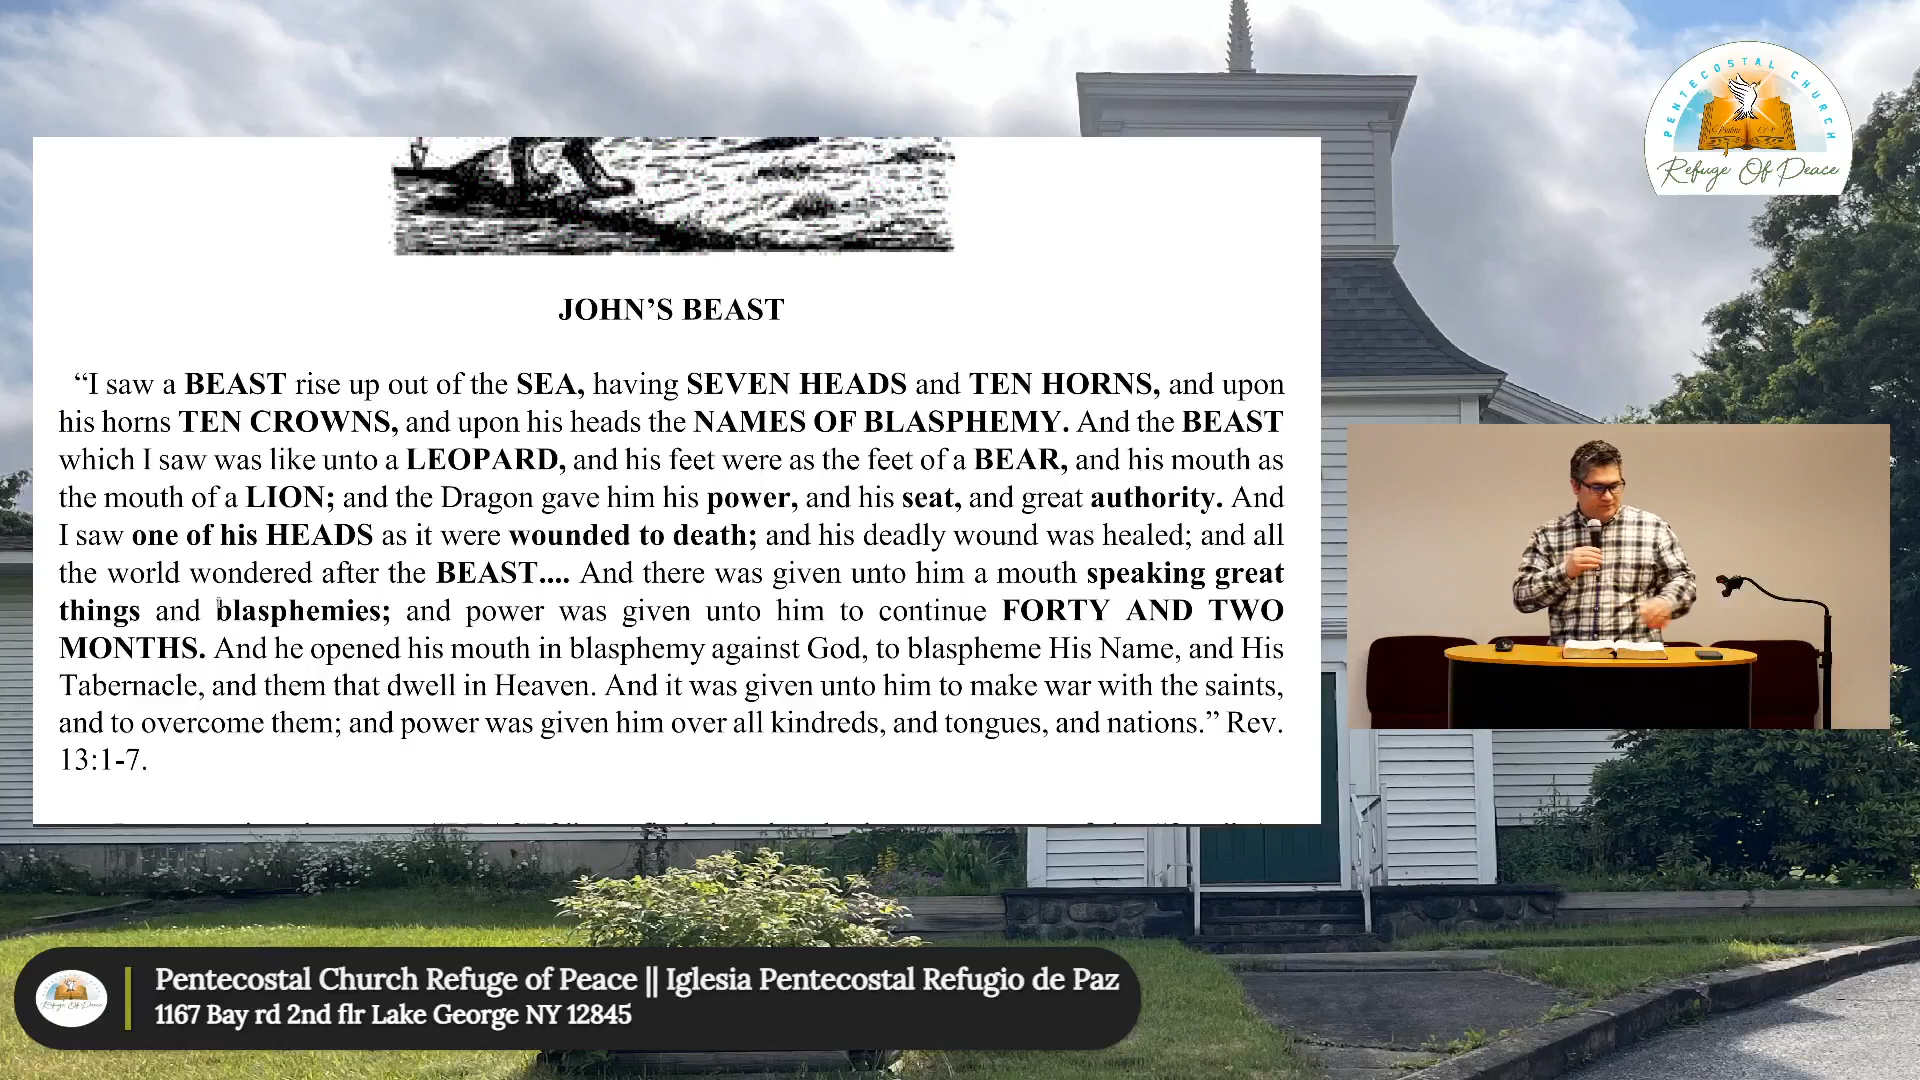 PENTECOSTAL CHURCH
Refuge Of Peace
JOHN’S BEAST
“I saw a BEAST rise up out of the SEA, having SEVEN HEADS and TEN HORNS, and upon
his horns TEN CROWNS, and upon his heads the NAMES OF BLASPHEMY. And the BEAST
which I saw was like unto a LEOPARD, and his feet were as the feet of a BEAR, and his mouth as
the mouth of a LION; and the Dragon gave him his power, and his seat, and great authority. And
I saw one of his HEADS as it were wounded to death; and his deadly wound was healed; and all
the world wondered after the BEAST.... And there was given unto him a mouth speaking great
things and blasphemies; and power was given unto him to continue FORTY AND TWO
MONTHS. And he opened his mouth in blasphemy against God, to blaspheme His Name, and His
Tabernacle, and them that dwell in Heaven. And it was given unto him to make war with the saints,
and to overcome them; and power was given him over all kindreds, and tongues, and nations.” Rev.
13:1-7.
Pentecostal Church Refuge of Peace || Iglesia Pentecostal Refugio de Paz
1167 Bay rd 2nd flr Lake George NY 12845